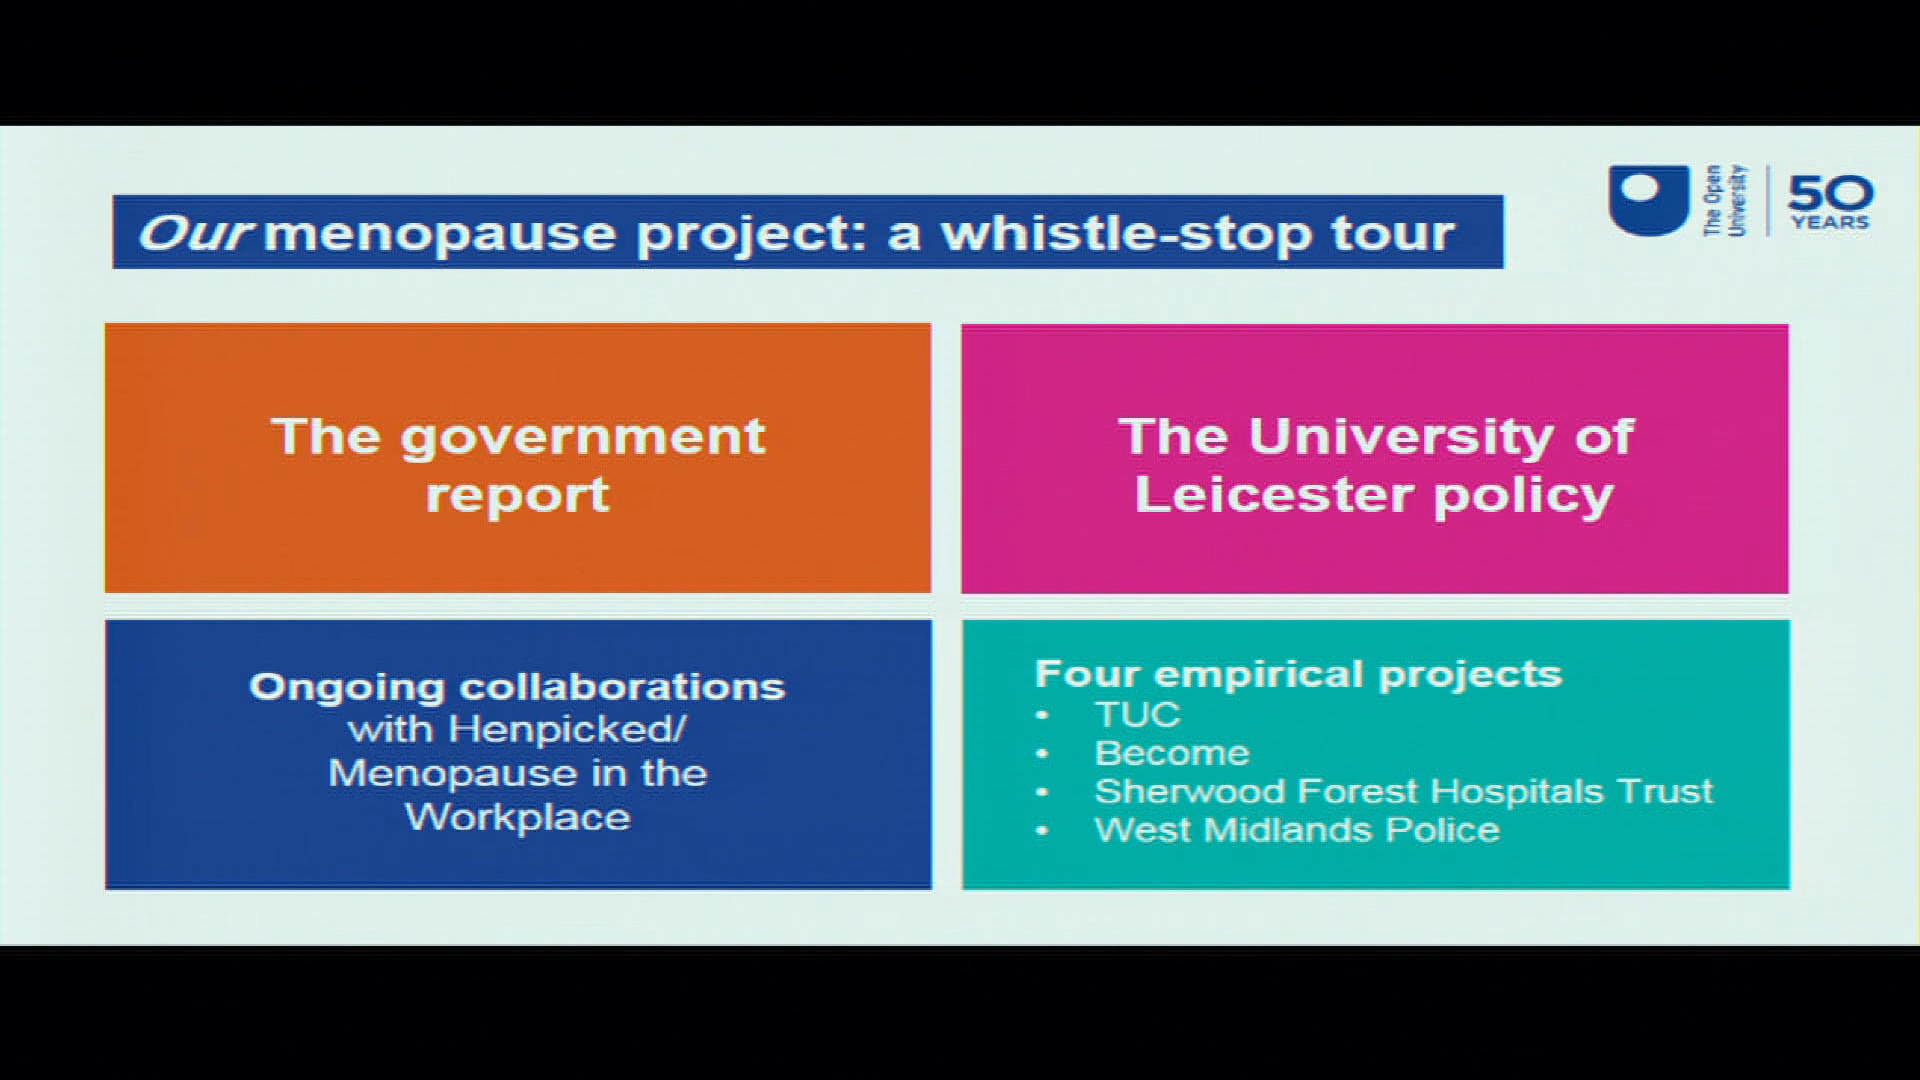 Our menopause project: a whistle-stop tour
The Open
University
50
YEARS
The government
report
The University of
Leicester policy
Ongoing collaborations
with Henpicked/
Menopause in the
Workplace
Four empirical projects
• TUC
• Become
• Sherwood Forest Hospitals Trust
• West Midlands Police